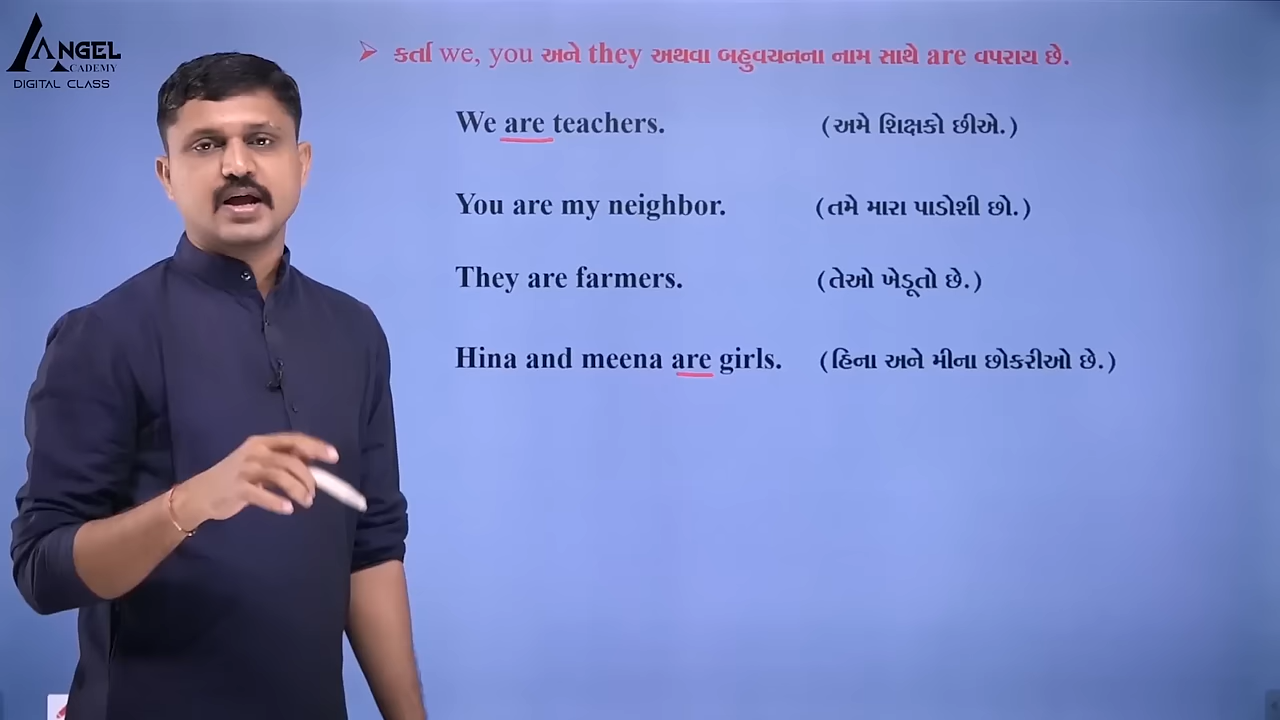 ANGEL
ACADEMY
DIGITAL CLASS
➢ કર્તા we, you અને they અથવા બહુવચનના નામ સાથે are વપરાય છે.
We are teachers. (અમે શિક્ષકો છીએ.)
You are my neighbor. (તમે મારા પાડોશી છો.)
They are farmers. (તેઓ ખેડૂતો છે.)
Hina and meena are girls. (હિના અને મીના છોકરીઓ છે.)